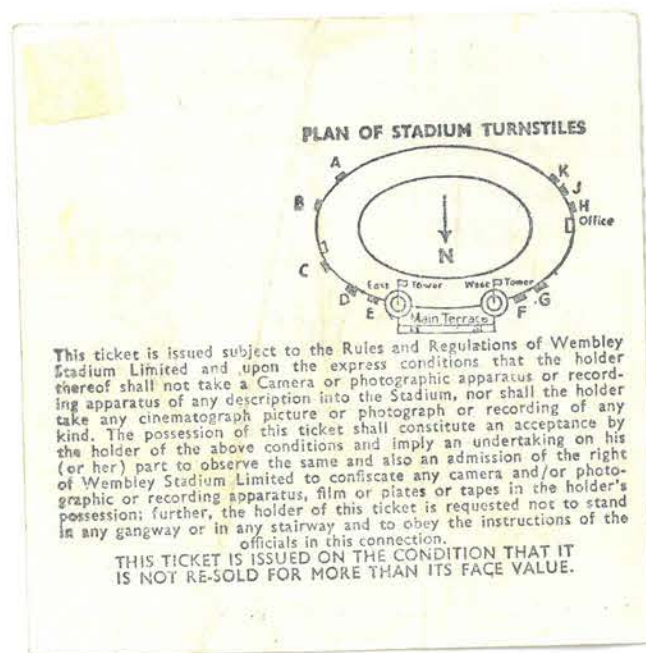 PLAN OF STADIUM TURNSTILES
A
K
J
B
H
Office
N
C
East Tower
West Tower
D
E
F
G
Main Terrace
This ticket is issued subject to the Rules and Regulations of Wembley
Stadium Limited and upon the express conditions that the holder
thereof shall not take a Camera or photographic apparatus or record-
ing apparatus of any description into the Stadium, nor shall the holder
take any cinematograph picture or photograph or recording of any
kind. The possession of this ticket shall constitute an acceptance by
the holder of the above conditions and imply an undertaking on his
(or her) part to observe the same and also an admission of the right
of Wembley Stadium Limited to confiscate any camera and/or photo-
graphic or recording apparatus, film or plates or tapes in the holder's
possession; further, the holder of this ticket is requested not to stand
in any gangway or in any stairway and to obey the instructions of the
officials in this connection.
THIS TICKET IS ISSUED ON THE CONDITION THAT IT
IS NOT RE-SOLD FOR MORE THAN ITS FACE VALUE.